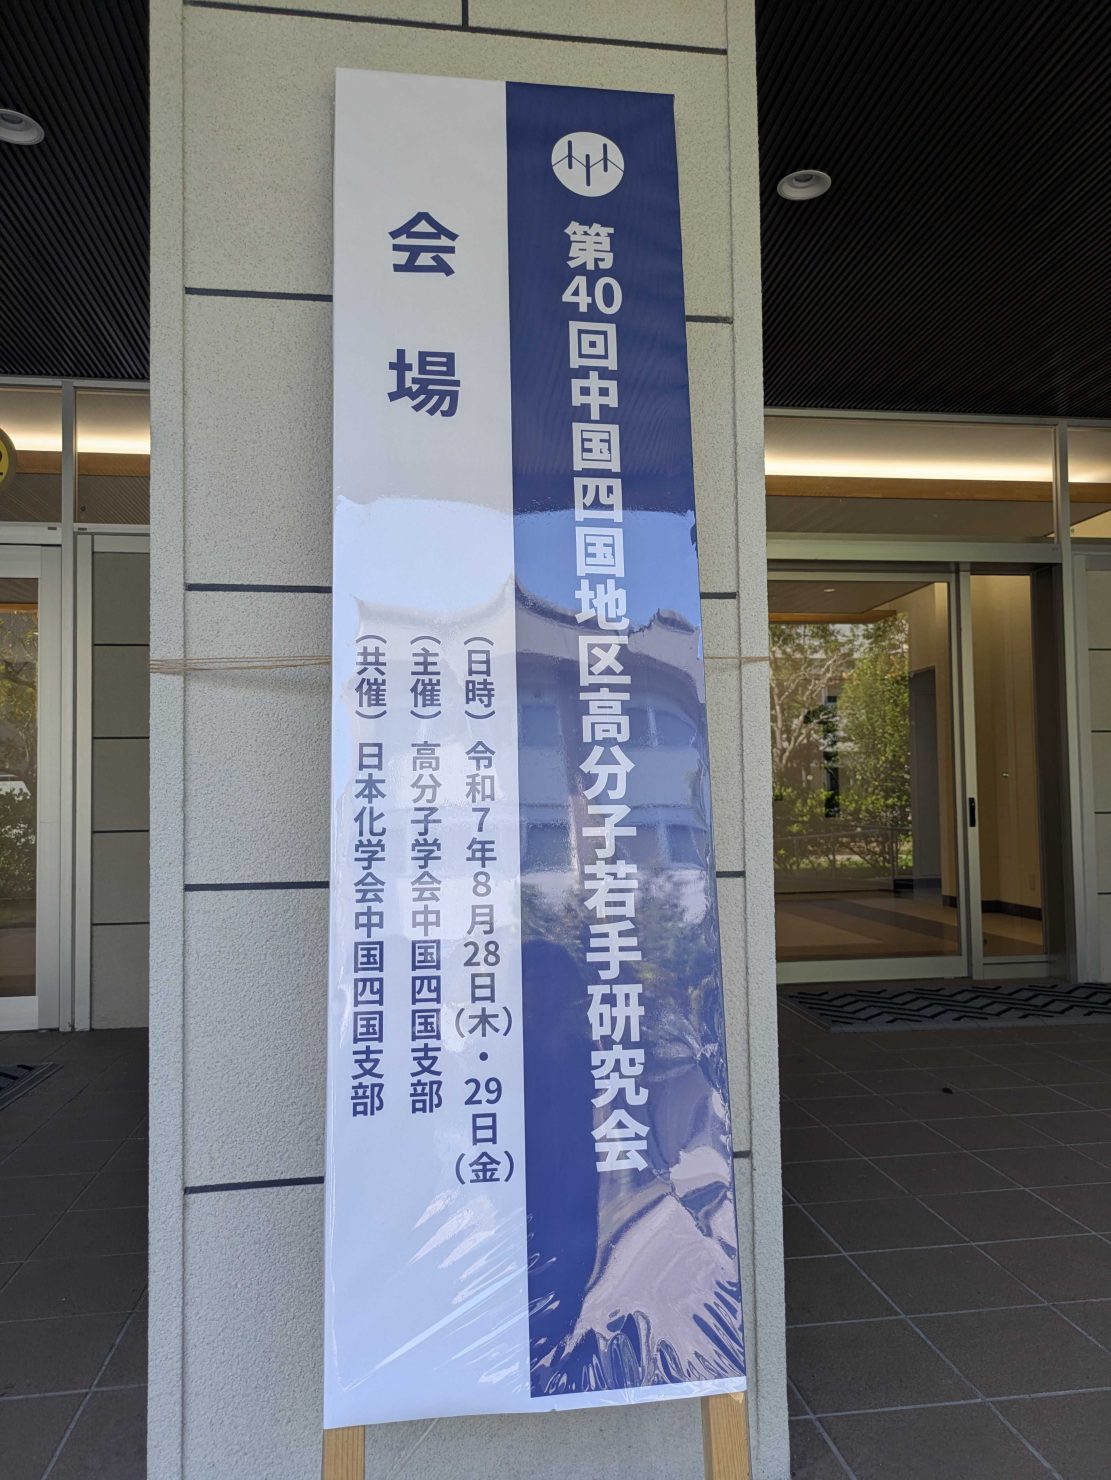 第40回中国四国地区高分子若手研究会
会場
(日時) 令和7年8月28日(木)・29日(金)
(主催) 高分子学会中国四国支部
(共催) 日本化学会中国四国支部